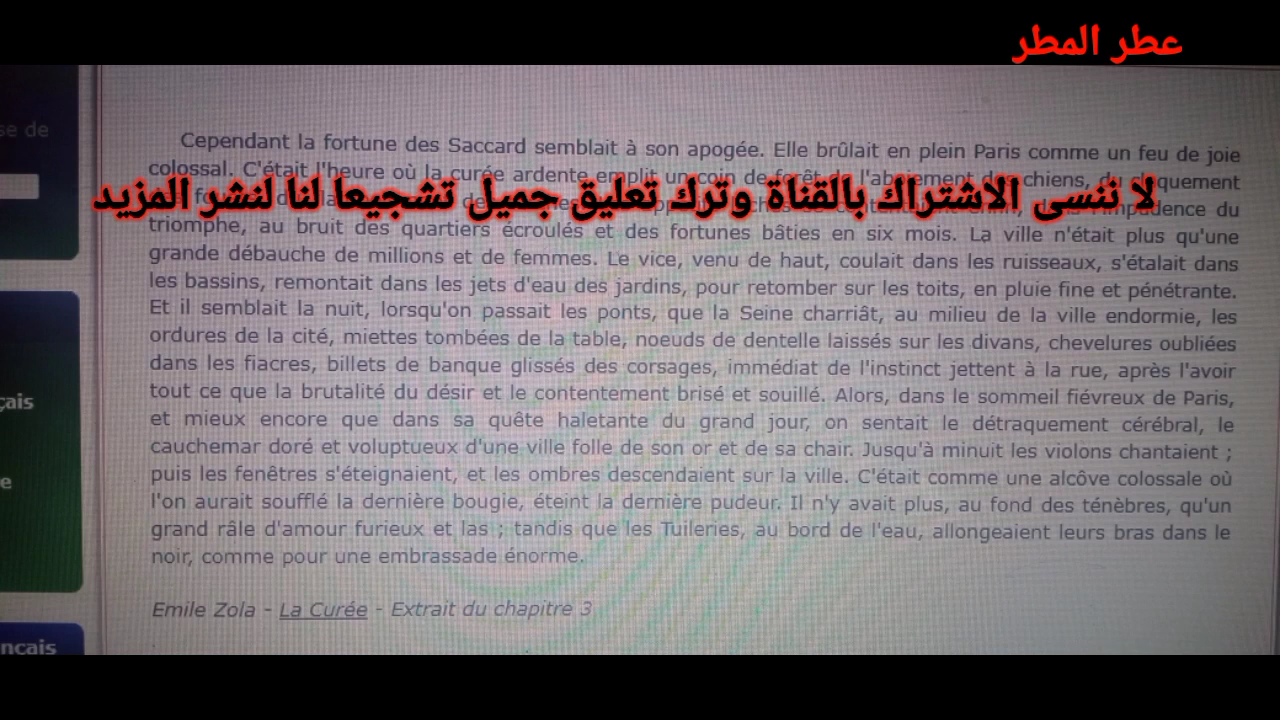 عطر المطر
se de
Cependant la fortune des Saccard semblait à son apogée. Elle brûlait en plein Paris comme un feu de joie
colossal. C'était l'heure où la curée ardente emplit un coin de forêt de l'aboiement des chiens, du claquement
لا ننسى الاشتراك بالقناة وترك تعليق جميل تشجيعا لنا لنشر المزيد
l'impudence du
triomphe, au bruit des quartiers écroulés et des fortunes bâties en six mois. La ville n'était plus qu'une
grande débauche de millions et de femmes. Le vice, venu de haut, coulait dans les ruisseaux, s'étalait dans
les bassins, remontait dans les jets d'eau des jardins, pour retomber sur les toits, en pluie fine et pénétrante.
Et il semblait la nuit, lorsqu'on passait les ponts, que la Seine charriât, au milieu de la ville endormie, les
ordures de la cité, miettes tombées de la table, noeuds de dentelle laissés sur les divans, chevelures oubliées
dans les fiacres, billets de banque glissés des corsages, immédiat de l'instinct jettent à la rue, après l'avoir
tout ce que la brutalité du désir et le contentement brisé et souillé. Alors, dans le sommeil fiévreux de Paris,
et mieux encore que dans sa quête haletante du grand jour, on sentait le détraquement cérébral, le
cauchemar doré et voluptueux d'une ville folle de son or et de sa chair. Jusqu'à minuit les violons chantaient ;
puis les fenêtres s'éteignaient, et les ombres descendaient sur la ville. C'était comme une alcôve colossale où
l'on aurait soufflé la dernière bougie, éteint la dernière pudeur. Il n'y avait plus, au fond des ténèbres, qu'un
grand râle d'amour furieux et las ; tandis que les Tuileries, au bord de l'eau, allongeaient leurs bras dans le
noir, comme pour une embrassade énorme.
Emile Zola - La Curée - Extrait du chapitre 3
çais
e
ncais